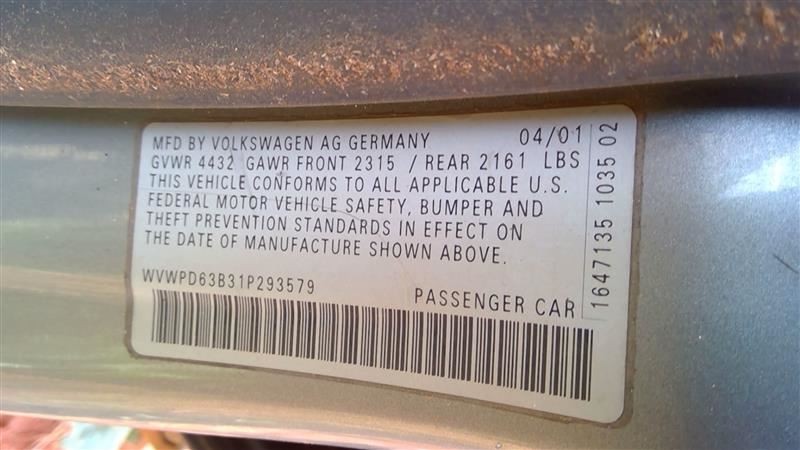 MFD BY VOLKSWAGEN AG GERMANY 04/01
GVWR 4432 GAWR FRONT 2315 / REAR 2161 LBS
THIS VEHICLE CONFORMS TO ALL APPLICABLE U.S.
FEDERAL MOTOR VEHICLE SAFETY, BUMPER AND
THEFT PREVENTION STANDARDS IN EFFECT ON
THE DATE OF MANUFACTURE SHOWN ABOVE.
WVWPD63B31P293579
PASSENGER CAR
1647135 1035 02